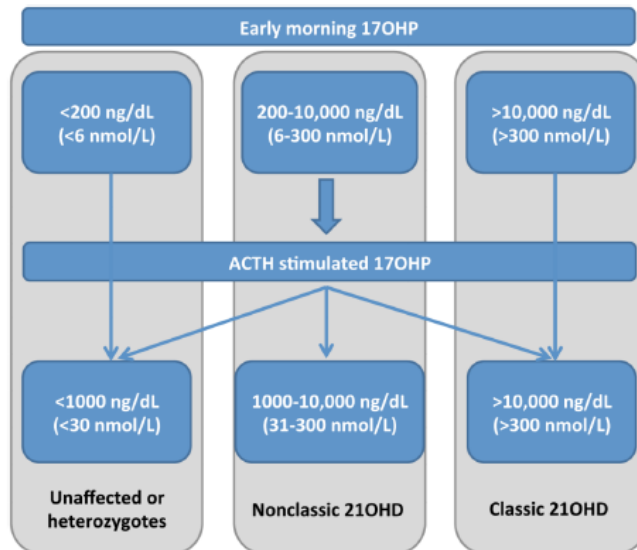 Early morning 17OHP
<200 ng/dL
(<6 nmol/L)
200-10,000 ng/dL
(6-300 nmol/L)
>10,000 ng/dL
(>300 nmol/L)
ACTH stimulated 17OHP
<1000 ng/dL
(<30 nmol/L)
1000-10,000 ng/dL
(31-300 nmol/L)
>10,000 ng/dL
(>300 nmol/L)
Unaffected or
heterozygotes
Nonclassic 21OHD
Classic 21OHD